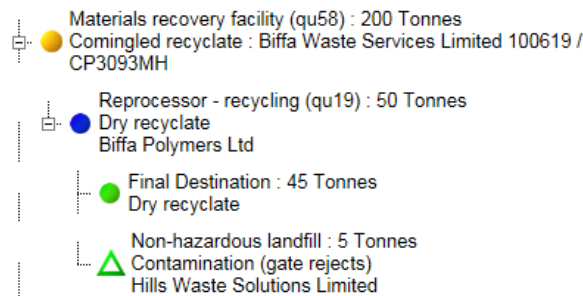 Materials recovery facility (qu58) : 200 Tonnes
Comingled recyclate : Biffa Waste Services Limited 100619 /
CP3093MH
Reprocessor - recycling (qu19) : 50 Tonnes
Dry recyclate
Biffa Polymers Ltd
Final Destination : 45 Tonnes
Dry recyclate
Non-hazardous landfill : 5 Tonnes
Contamination (gate rejects)
Hills Waste Solutions Limited